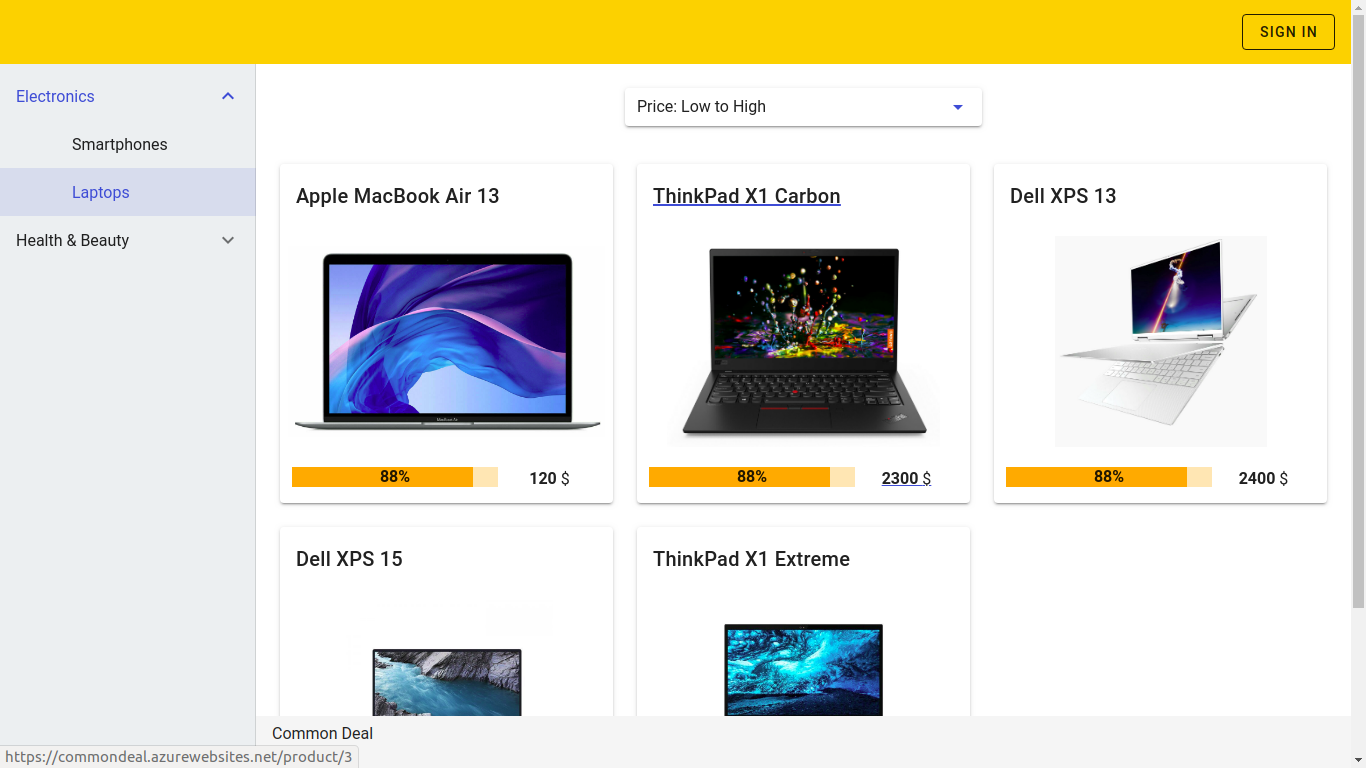 SIGN IN
Electronics
Smartphones
Laptops
Health & Beauty
Price: Low to High
Apple MacBook Air 13
88%
120 $
ThinkPad X1 Carbon
88%
2300 $
Dell XPS 13
88%
2400 $
Dell XPS 15
ThinkPad X1 Extreme
Common Deal
https://commondeal.azurewebsites.net/product/3